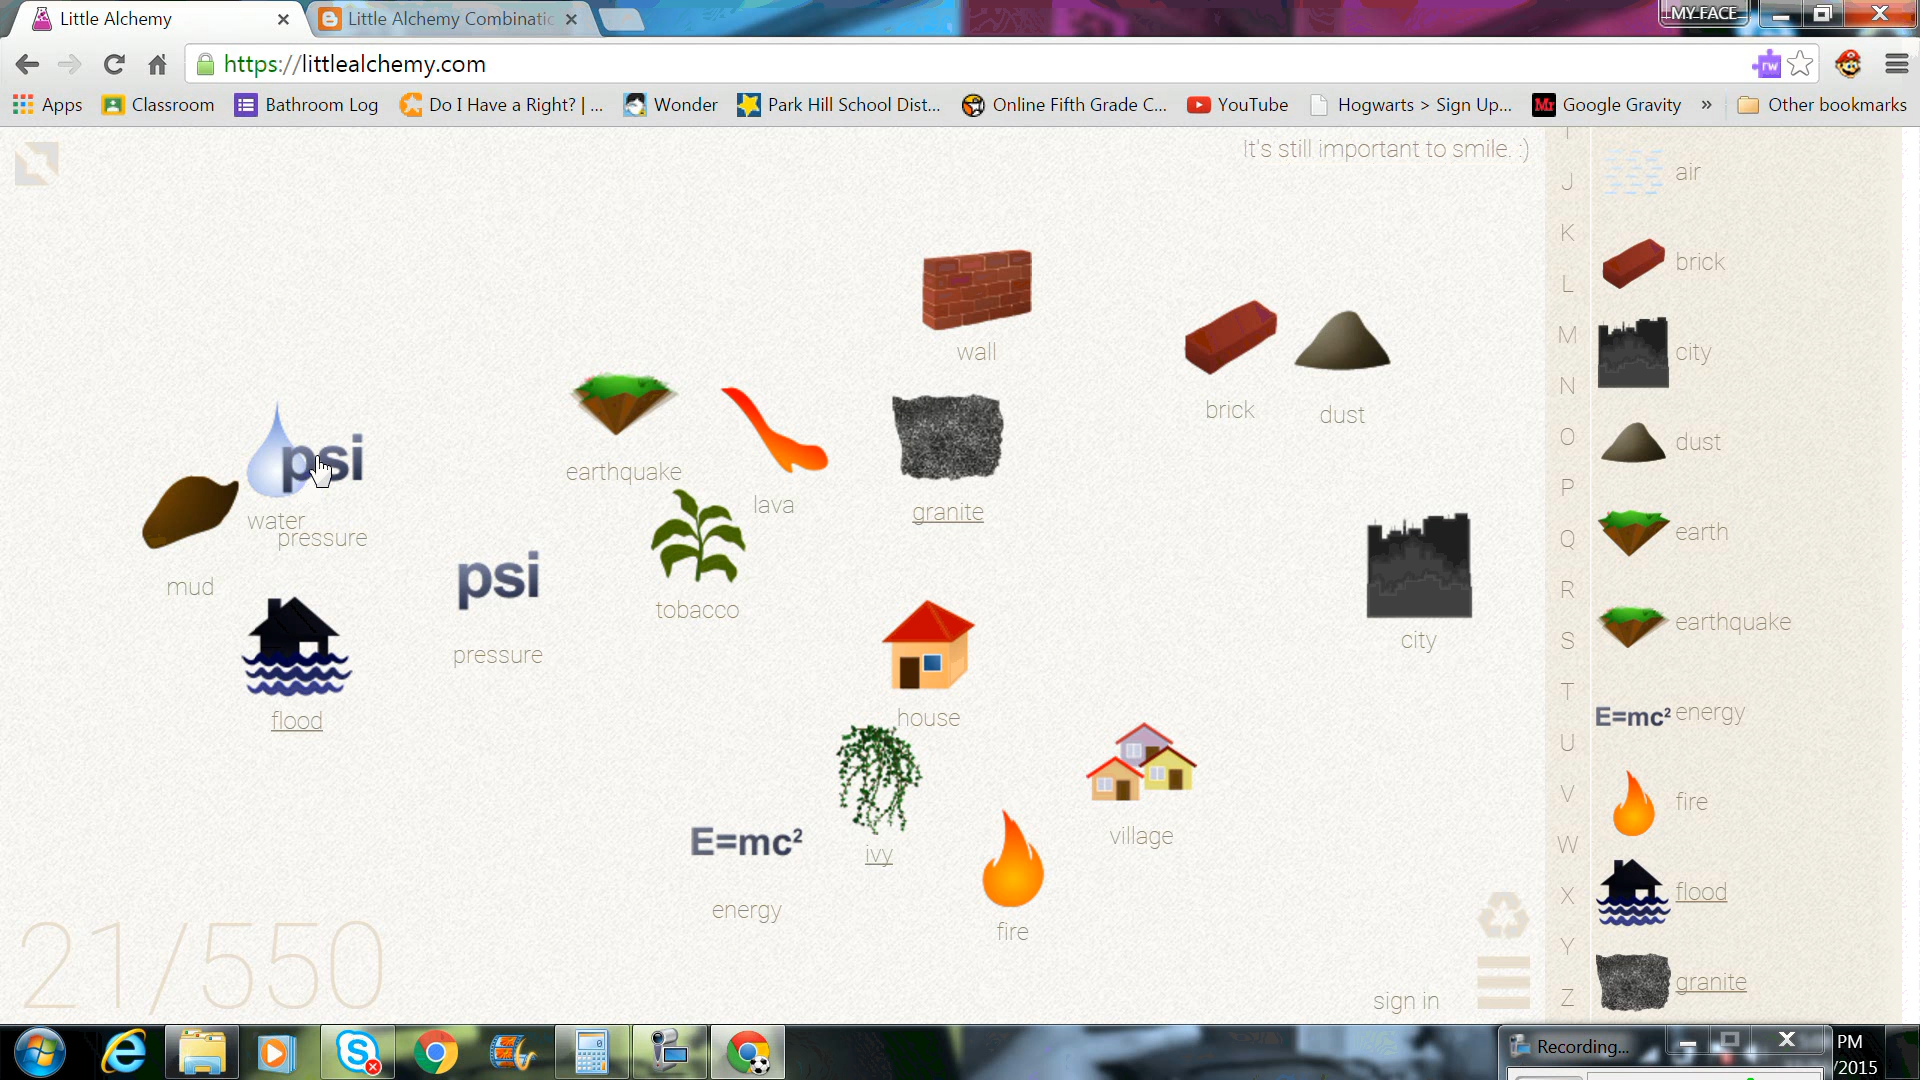 Little Alchemy
Little Alchemy Combinatic
MY FACE
https://littlealchemy.com
rw
Apps
Classroom
Bathroom Log
Do I Have a Right? | ...
Wonder
Park Hill School Dist...
Online Fifth Grade C...
YouTube
Hogwarts > Sign Up...
Mr
Google Gravity
»
Other bookmarks
It's still important to smile. :)
air
J
K
brick
L
wall
M
city
N
brick
dust
O
dust
psi
earthquake
lava
P
granite
water
pressure
Q
earth
mud
psi
tobacco
R
earthquake
city
S
pressure
T
house
E=mc²
energy
flood
U
V
fire
village
E=mc²
ivy
W
X
flood
energy
fire
Y
21/550
granite
sign in
Z
Recording...
PM
/2015